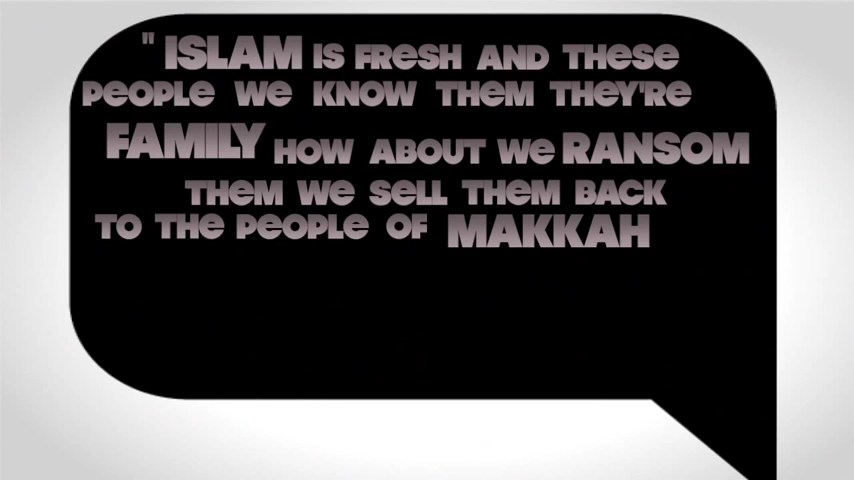 " ISLAM IS FRESH AND THESE
PEOPLE WE KNOW THEM THEY'RE
FAMILY HOW ABOUT WE RANSOM
THEM WE SELL THEM BACK
TO THE PEOPLE OF MAKKAH